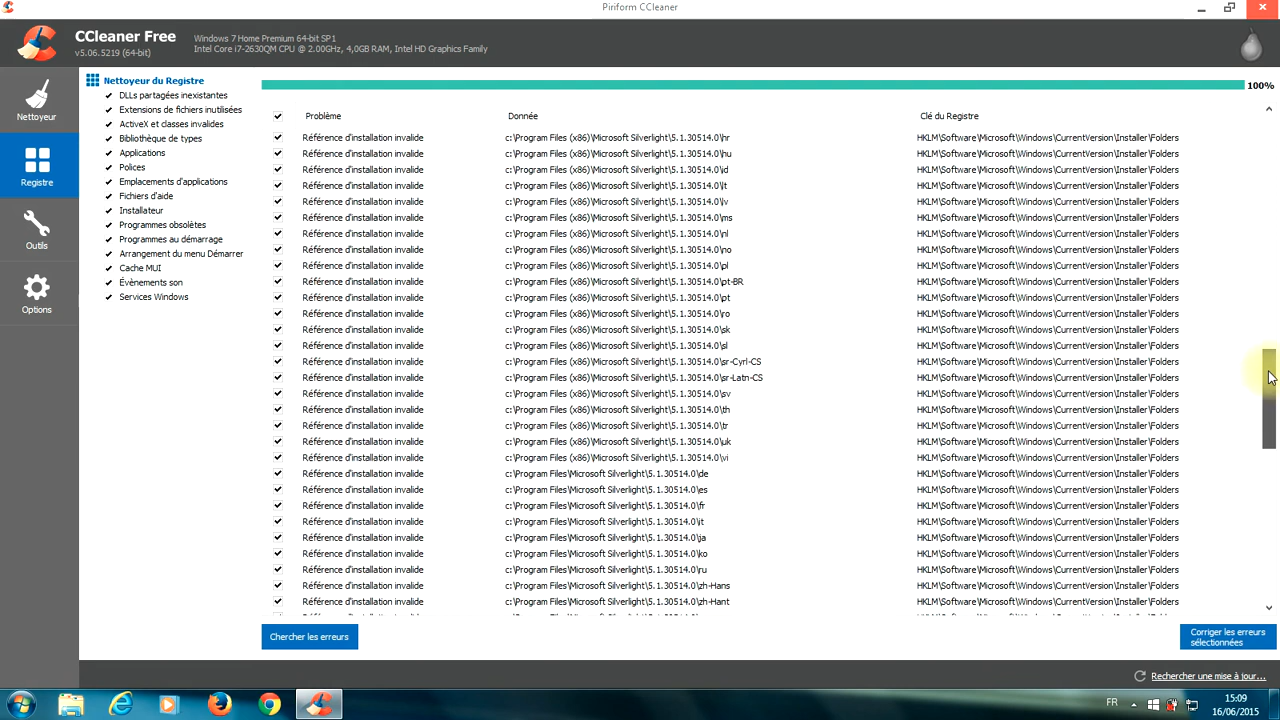 Piriform CCleaner
CCleaner Free
v5.06.5219 (64-bit)
Windows 7 Home Premium 64-bit SP1
Intel Core i7-2630QM CPU @ 2.00GHz, 4,0GB RAM, Intel HD Graphics Family
Nettoyeur
Registre
Outils
Options
Nettoyeur du Registre
DLLs partagées inexistantes
Extensions de fichiers inutilisées
ActiveX et classes invalides
Bibliothèque de types
Applications
Polices
Emplacements d'applications
Fichiers d'aide
Installateur
Programmes obsolètes
Programmes au démarrage
Arrangement du menu Démarrer
Cache MUI
Évènements son
Services Windows
100%
Problème Donnée Clé du Registre
Référence d'installation invalide c:\Program Files (x86)\Microsoft Silverlight\5.1.30514.0\hr HKLM\Software\Microsoft\Windows\CurrentVersion\Installer\Folders
Référence d'installation invalide c:\Program Files (x86)\Microsoft Silverlight\5.1.30514.0\hu HKLM\Software\Microsoft\Windows\CurrentVersion\Installer\Folders
Référence d'installation invalide c:\Program Files (x86)\Microsoft Silverlight\5.1.30514.0\id HKLM\Software\Microsoft\Windows\CurrentVersion\Installer\Folders
Référence d'installation invalide c:\Program Files (x86)\Microsoft Silverlight\5.1.30514.0\lt HKLM\Software\Microsoft\Windows\CurrentVersion\Installer\Folders
Référence d'installation invalide c:\Program Files (x86)\Microsoft Silverlight\5.1.30514.0\lv HKLM\Software\Microsoft\Windows\CurrentVersion\Installer\Folders
Référence d'installation invalide c:\Program Files (x86)\Microsoft Silverlight\5.1.30514.0\ms HKLM\Software\Microsoft\Windows\CurrentVersion\Installer\Folders
Référence d'installation invalide c:\Program Files (x86)\Microsoft Silverlight\5.1.30514.0\nl HKLM\Software\Microsoft\Windows\CurrentVersion\Installer\Folders
Référence d'installation invalide c:\Program Files (x86)\Microsoft Silverlight\5.1.30514.0\no HKLM\Software\Microsoft\Windows\CurrentVersion\Installer\Folders
Référence d'installation invalide c:\Program Files (x86)\Microsoft Silverlight\5.1.30514.0\pl HKLM\Software\Microsoft\Windows\CurrentVersion\Installer\Folders
Référence d'installation invalide c:\Program Files (x86)\Microsoft Silverlight\5.1.30514.0\pt-BR HKLM\Software\Microsoft\Windows\CurrentVersion\Installer\Folders
Référence d'installation invalide c:\Program Files (x86)\Microsoft Silverlight\5.1.30514.0\pt HKLM\Software\Microsoft\Windows\CurrentVersion\Installer\Folders
Référence d'installation invalide c:\Program Files (x86)\Microsoft Silverlight\5.1.30514.0\ro HKLM\Software\Microsoft\Windows\CurrentVersion\Installer\Folders
Référence d'installation invalide c:\Program Files (x86)\Microsoft Silverlight\5.1.30514.0\sk HKLM\Software\Microsoft\Windows\CurrentVersion\Installer\Folders
Référence d'installation invalide c:\Program Files (x86)\Microsoft Silverlight\5.1.30514.0\sl HKLM\Software\Microsoft\Windows\CurrentVersion\Installer\Folders
Référence d'installation invalide c:\Program Files (x86)\Microsoft Silverlight\5.1.30514.0\sr-Cyrl-CS HKLM\Software\Microsoft\Windows\CurrentVersion\Installer\Folders
Référence d'installation invalide c:\Program Files (x86)\Microsoft Silverlight\5.1.30514.0\sr-Latn-CS HKLM\Software\Microsoft\Windows\CurrentVersion\Installer\Folders
Référence d'installation invalide c:\Program Files (x86)\Microsoft Silverlight\5.1.30514.0\sv HKLM\Software\Microsoft\Windows\CurrentVersion\Installer\Folders
Référence d'installation invalide c:\Program Files (x86)\Microsoft Silverlight\5.1.30514.0\th HKLM\Software\Microsoft\Windows\CurrentVersion\Installer\Folders
Référence d'installation invalide c:\Program Files (x86)\Microsoft Silverlight\5.1.30514.0\tr HKLM\Software\Microsoft\Windows\CurrentVersion\Installer\Folders
Référence d'installation invalide c:\Program Files (x86)\Microsoft Silverlight\5.1.30514.0\uk HKLM\Software\Microsoft\Windows\CurrentVersion\Installer\Folders
Référence d'installation invalide c:\Program Files (x86)\Microsoft Silverlight\5.1.30514.0\vi HKLM\Software\Microsoft\Windows\CurrentVersion\Installer\Folders
Référence d'installation invalide c:\Program Files\Microsoft Silverlight\5.1.30514.0\de HKLM\Software\Microsoft\Windows\CurrentVersion\Installer\Folders
Référence d'installation invalide c:\Program Files\Microsoft Silverlight\5.1.30514.0\es HKLM\Software\Microsoft\Windows\CurrentVersion\Installer\Folders
Référence d'installation invalide c:\Program Files\Microsoft Silverlight\5.1.30514.0\fr HKLM\Software\Microsoft\Windows\CurrentVersion\Installer\Folders
Référence d'installation invalide c:\Program Files\Microsoft Silverlight\5.1.30514.0\it HKLM\Software\Microsoft\Windows\CurrentVersion\Installer\Folders
Référence d'installation invalide c:\Program Files\Microsoft Silverlight\5.1.30514.0\ja HKLM\Software\Microsoft\Windows\CurrentVersion\Installer\Folders
Référence d'installation invalide c:\Program Files\Microsoft Silverlight\5.1.30514.0\ko HKLM\Software\Microsoft\Windows\CurrentVersion\Installer\Folders
Référence d'installation invalide c:\Program Files\Microsoft Silverlight\5.1.30514.0\ru HKLM\Software\Microsoft\Windows\CurrentVersion\Installer\Folders
Référence d'installation invalide c:\Program Files\Microsoft Silverlight\5.1.30514.0\zh-Hans HKLM\Software\Microsoft\Windows\CurrentVersion\Installer\Folders
Référence d'installation invalide c:\Program Files\Microsoft Silverlight\5.1.30514.0\zh-Hant HKLM\Software\Microsoft\Windows\CurrentVersion\Installer\Folders
Chercher les erreurs
Corriger les erreurs
sélectionnées
Rechercher une mise à jour...
FR
15:09
16/06/2015